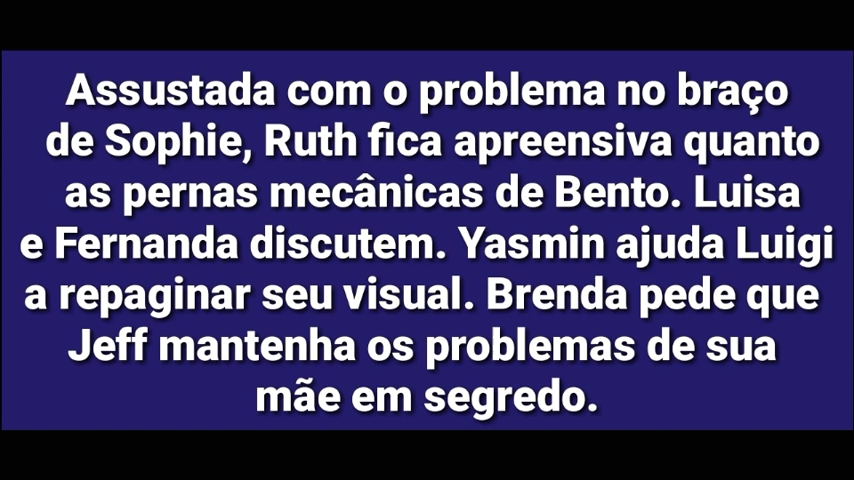 Assustada com o problema no braço
de Sophie, Ruth fica apreensiva quanto
as pernas mecânicas de Bento. Luisa
e Fernanda discutem. Yasmin ajuda Luigi
a repaginar seu visual. Brenda pede que
Jeff mantenha os problemas de sua
mãe em segredo.